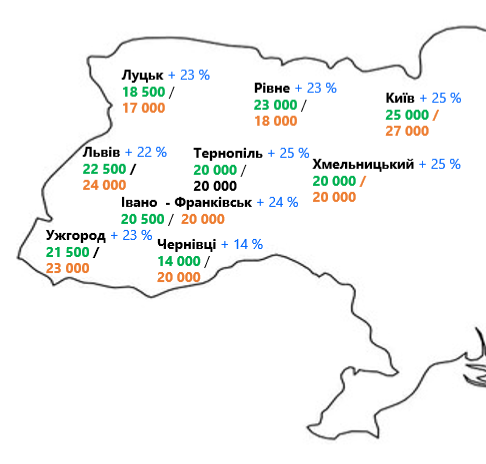 Луцьк + 23 %
18 500 /
17 000
Рівне + 23 %
23 000 /
18 000
Київ + 25 %
25 000 /
27 000
Львів + 22 %
22 500 /
24 000
Тернопіль + 25 %
20 000 /
20 000
Хмельницький + 25 %
20 000 /
20 000
Івано - Франківськ + 24 %
20 500 / 20 000
Ужгород + 23 %
21 500 /
23 000
Чернівці + 14 %
14 000 /
20 000